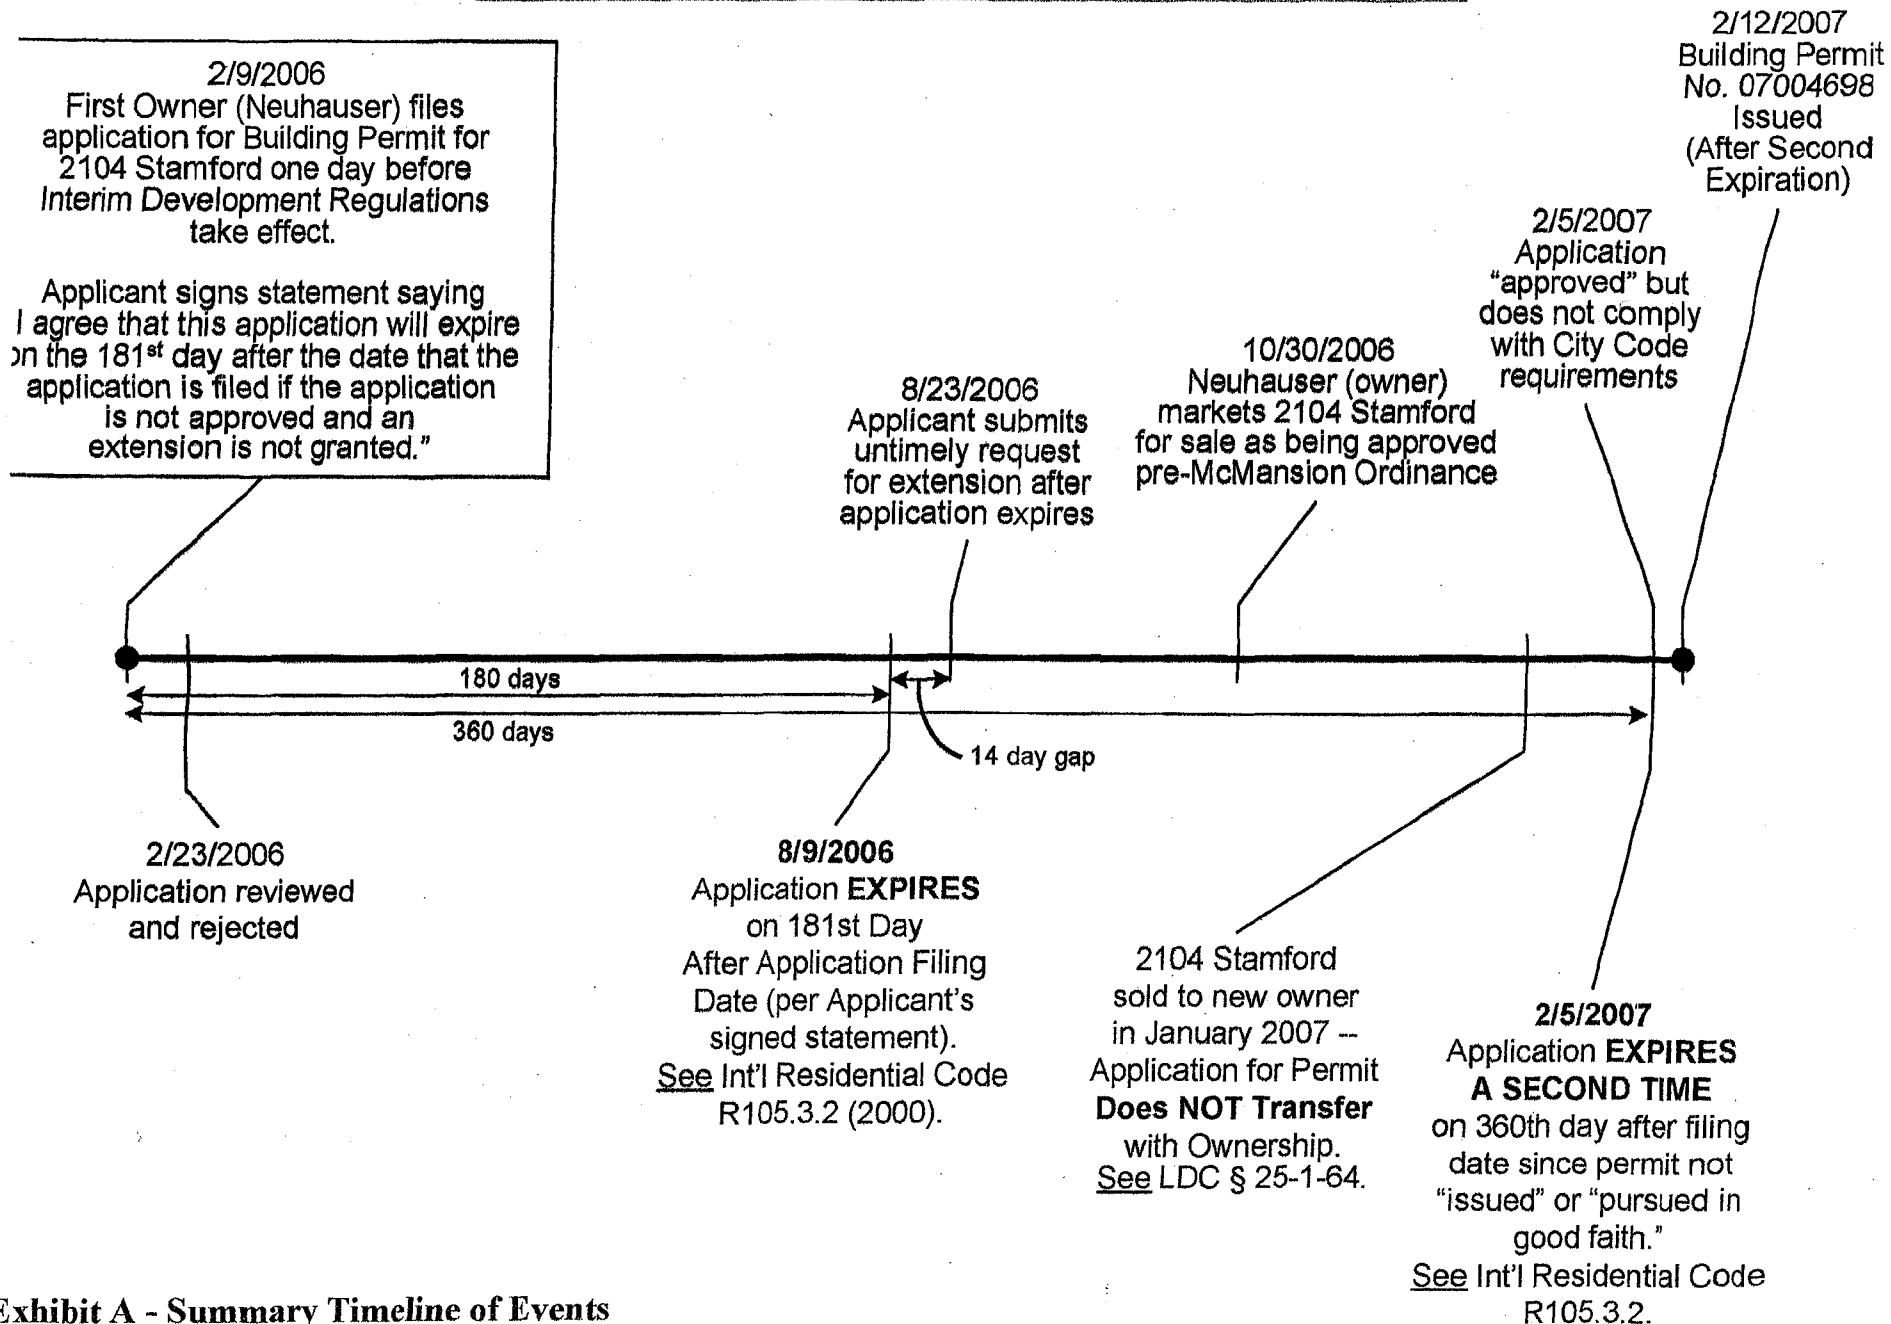 2/9/2006
First Owner (Neuhauser) files
application for Building Permit for
2104 Stamford one day before
Interim Development Regulations
take effect.
Applicant signs statement saying
I agree that this application will expire
on the 181st day after the date that the
application is filed if the application
is not approved and an
extension is not granted."
8/23/2006
Applicant submits
untimely request
for extension after
application expires
10/30/2006
Neuhauser (owner)
markets 2104 Stamford
for sale as being approved
pre-McMansion Ordinance
2/5/2007
Application
"approved" but
does not comply
with City Code
requirements
2/12/2007
Building Permit
No. 07004698
Issued
(After Second
Expiration)
180 days
360 days
14 day gap
2/23/2006
Application reviewed
and rejected
8/9/2006
Application EXPIRES
on 181st Day
After Application Filing
Date (per Applicant's
signed statement).
See Int'l Residential Code
R105.3.2 (2000).
2104 Stamford
sold to new owner
in January 2007 --
Application for Permit
Does NOT Transfer
with Ownership.
See LDC § 25-1-64.
2/5/2007
Application EXPIRES
A SECOND TIME
on 360th day after filing
date since permit not
"issued" or "pursued in
good faith."
See Int'l Residential Code
R105.3.2.
Exhibit A - Summary Timeline of Events